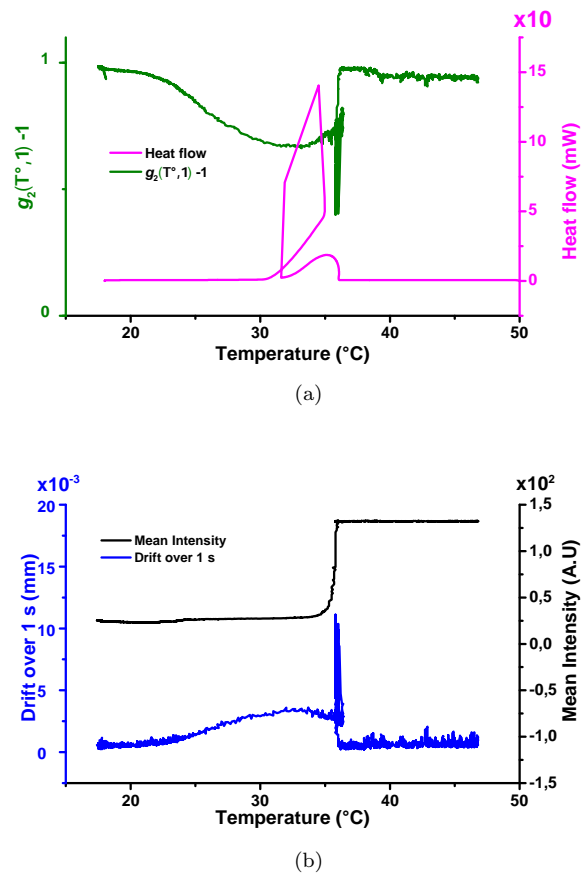 x10
1
0
g₂(T°,1) -1
Heat flow
g₂(T°,1) -1
15
10
5
0
Heat flow (mW)
20 30 40 50
Temperature (°C)
(a)
x10⁻³
x10²
20
15
10
5
0
Drift over 1 s (mm)
Mean Intensity
Drift over 1 s
1,5
1,0
0,5
0,0
-0,5
-1,0
-1,5
Mean Intensity (A.U)
20 30 40 50
Temperature (°C)
(b)